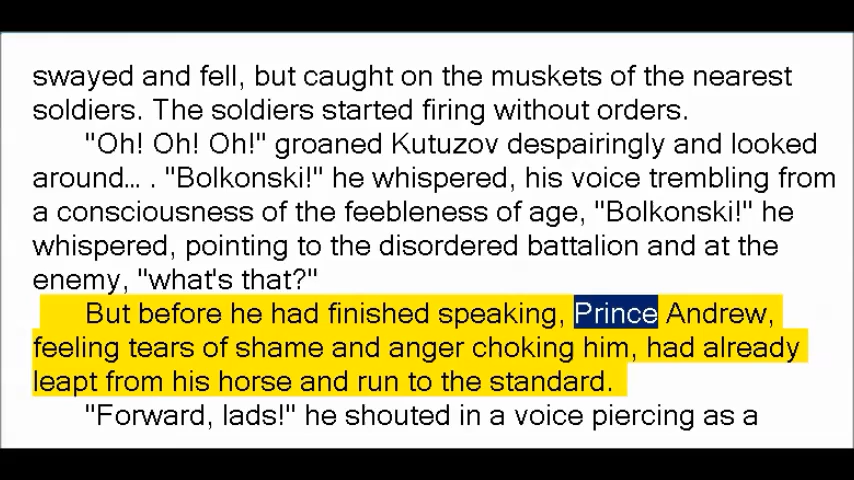 swayed and fell, but caught on the muskets of the nearest
soldiers. The soldiers started firing without orders.
"Oh! Oh! Oh!" groaned Kutuzov despairingly and looked
around... . "Bolkonski!" he whispered, his voice trembling from
a consciousness of the feebleness of age, "Bolkonski!" he
whispered, pointing to the disordered battalion and at the
enemy, "what's that?"
But before he had finished speaking, Prince Andrew,
feeling tears of shame and anger choking him, had already
leapt from his horse and run to the standard.
"Forward, lads!" he shouted in a voice piercing as a